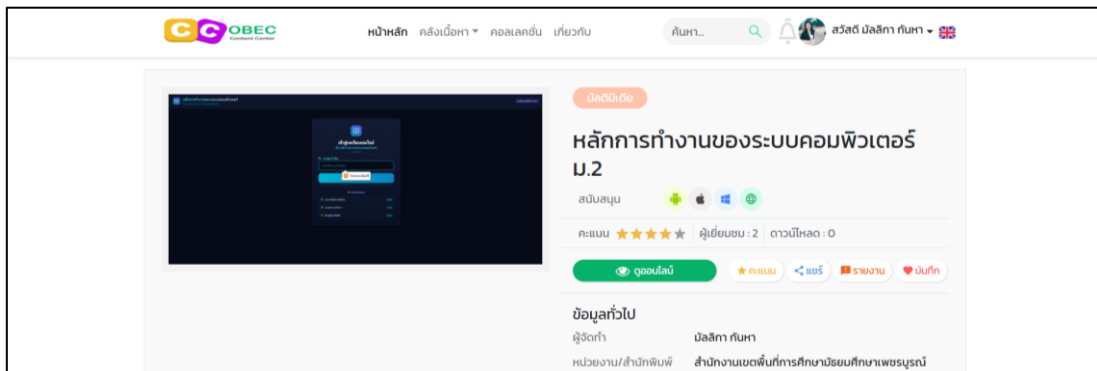 CC OBEC
Content Center
หน้าหลัก คลังเนื้อหา คอลเลคชั่น เกี่ยวกับ
ค้นหา...
สวัสดี มัลลิกา กันหา
มัลติมีเดีย
หลักการทำงานของระบบคอมพิวเตอร์
ม.2
สนับสนุน
คะแนน ผู้เยี่ยมชม : 2 ดาวน์โหลด : 0
ดูออนไลน์ คะแนน แชร์ รายงาน บันทึก
ข้อมูลทั่วไป
ผู้จัดทำ มัลลิกา กันหา
หน่วยงาน/สำนักพิมพ์ สำนักงานเขตพื้นที่การศึกษามัธยมศึกษาเพชรบูรณ์